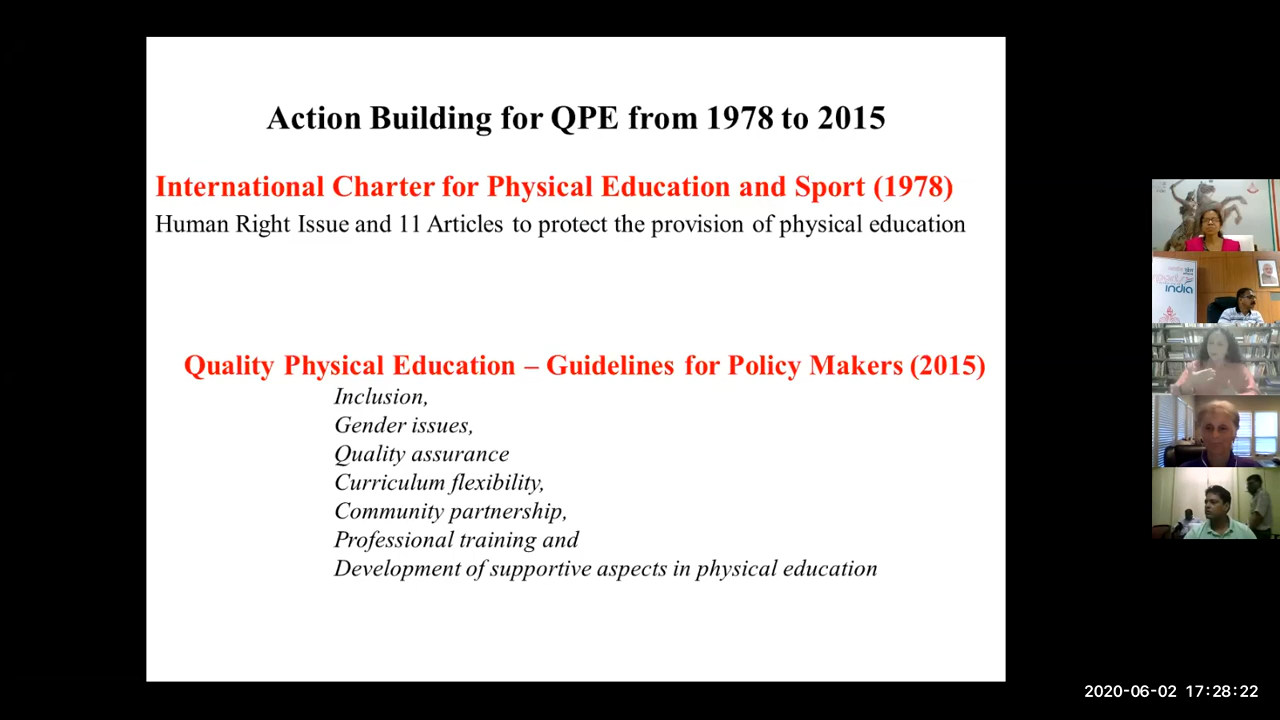 Action Building for QPE from 1978 to 2015
International Charter for Physical Education and Sport (1978)
Human Right Issue and 11 Articles to protect the provision of physical education
Quality Physical Education – Guidelines for Policy Makers (2015)
Inclusion,
Gender issues,
Quality assurance
Curriculum flexibility,
Community partnership,
Professional training and
Development of supportive aspects in physical education
india
2020-06-02 17:28:22